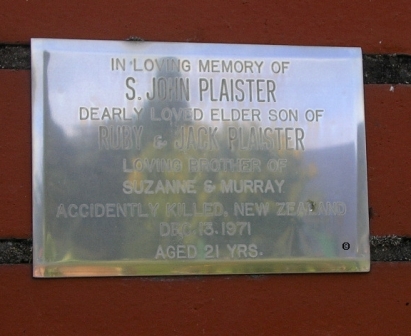 IN LOVING MEMORY OF
S. JOHN PLAISTER
DEARLY LOVED ELDER SON OF
RUBY & JACK PLAISTER
LOVING BROTHER OF
SUZANNE & MURRAY
ACCIDENTLY KILLED, NEW ZEALAND
DEC. 13. 1971
AGED 21 YRS.